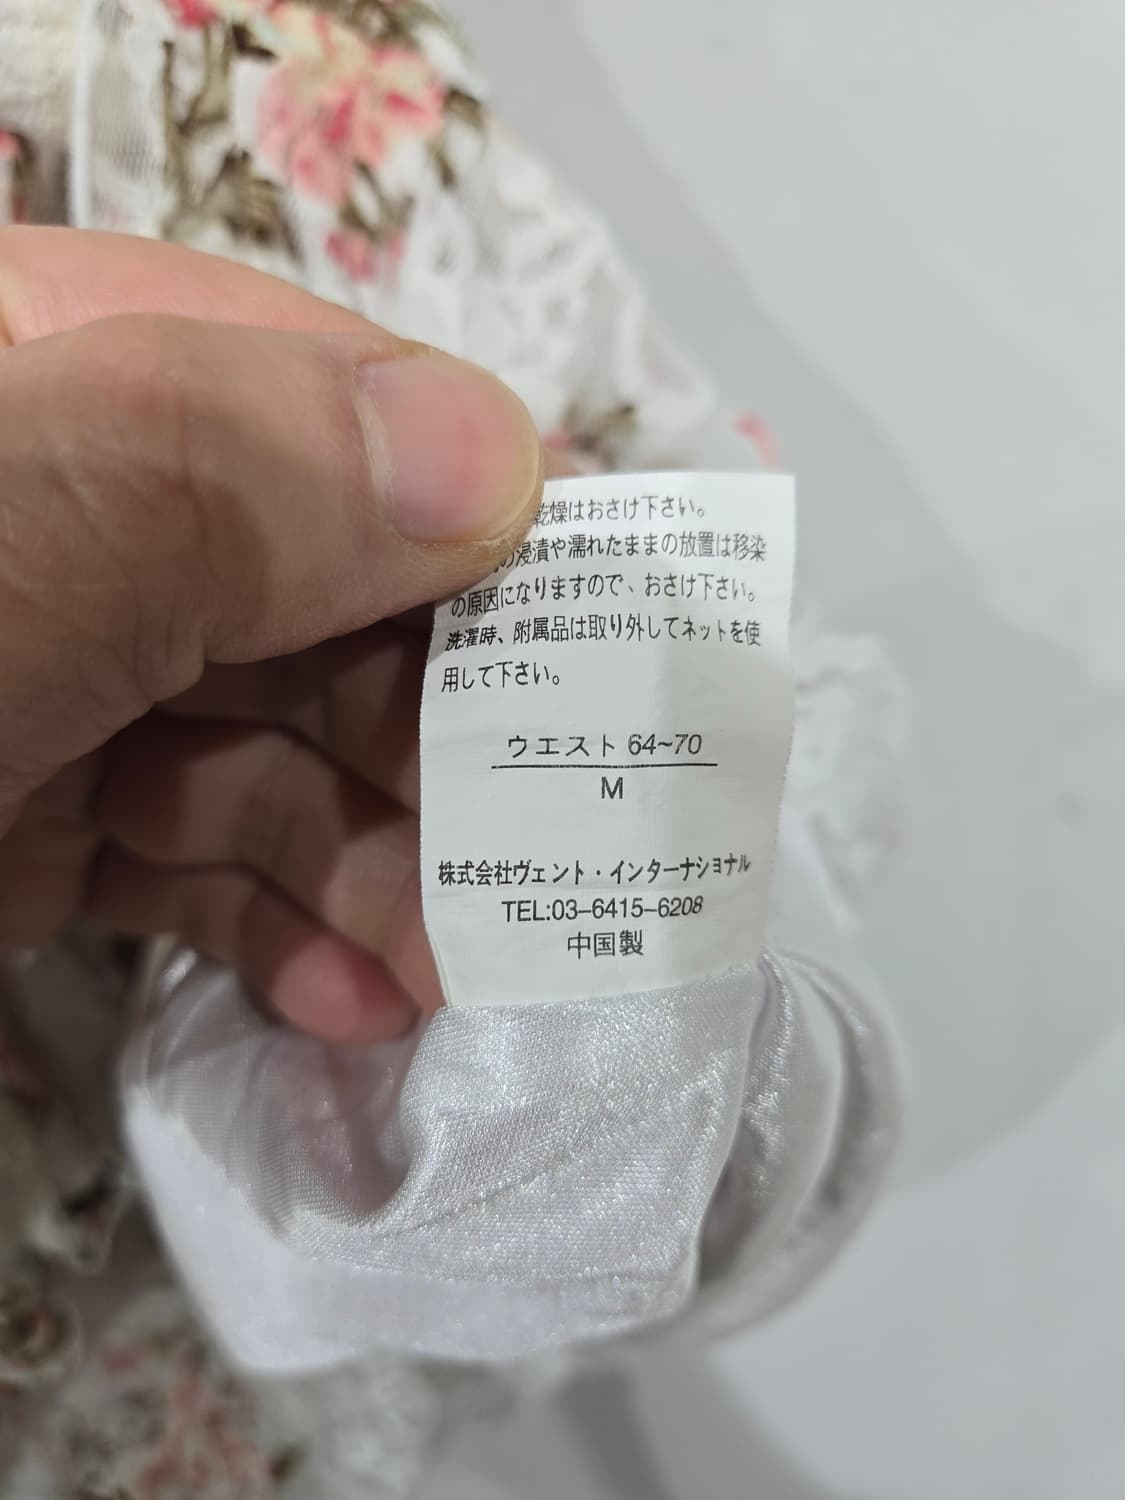 乾燥はおさけ下さい。
の浸漬や濡れたままの放置は移染
の原因になりますので、おさけ下さい。
洗濯時、附属品は取り外してネットを使
用して下さい。
ウエスト 64~70
M
株式会社ヴェント・インターナショナル
TEL:03–6415–6208
中国製